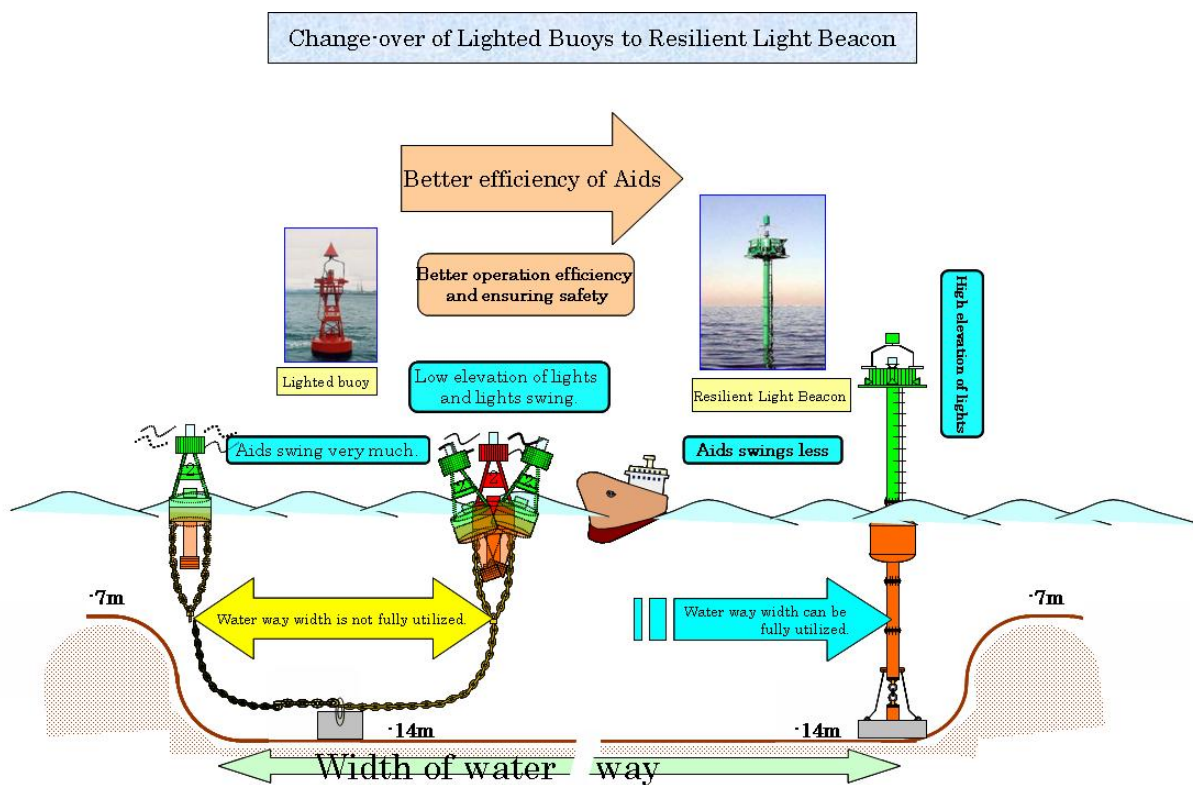 Change-over of Lighted Buoys to Resilient Light Beacon
Better efficiency of Aids
Better operation efficiency
and ensuring safety
High elevation of lights
Lighted buoy
Low elevation of lights
and lights swing.
Resilient Light Beacon
Aids swing very much.
Aids swings less
2
2
-7m
-7m
Water way width is not fully utilized.
Water way width can be
fully utilized.
-14m
-14m
Width of water way